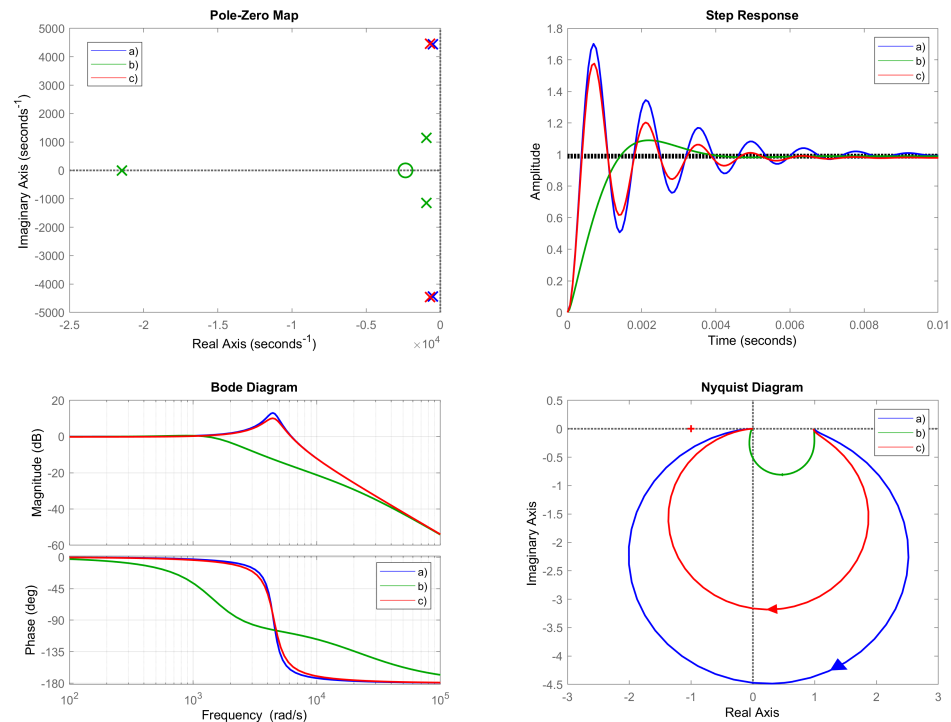 Pole-Zero Map
5000
4000
3000
2000
1000
0
1000
2000
3000
4000
5000
-2.5
-2
-1.5
-1
-0.5
0
×10⁴
Imaginary Axis (seconds⁻¹)
Real Axis (seconds⁻¹)
a)
b)
c)
Step Response
1.8
1.6
1.4
1.2
1
0.8
0.6
0.4
0.2
0
0
0.002
0.004
0.006
0.008
0.01
Amplitude
Time (seconds)
a)
b)
c)
Bode Diagram
20
0
-20
-40
-60
Magnitude (dB)
0
-45
-90
-135
-180
Phase (deg)
10²
10³
10⁴
10⁵
Frequency (rad/s)
a)
b)
c)
Nyquist Diagram
0.5
0
-0.5
-1
-1.5
-2
-2.5
-3
-3.5
-4
-4.5
-3
-2
-1
0
1
2
3
Imaginary Axis
Real Axis
a)
b)
c)